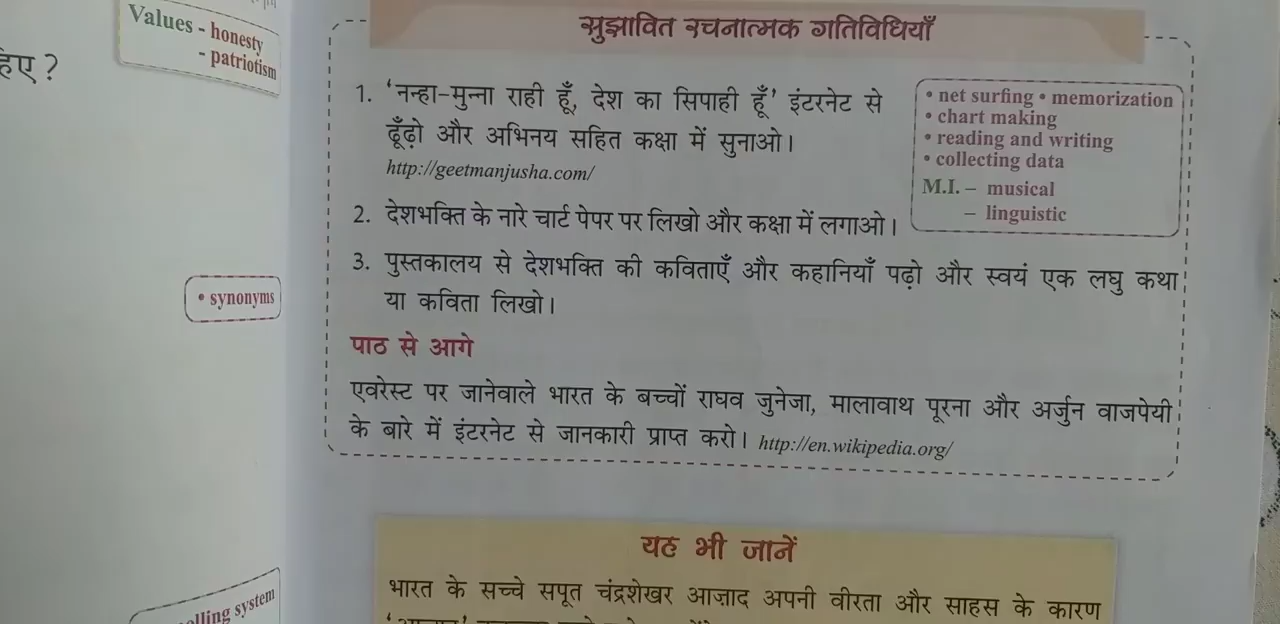 Values - honesty
- patriotism
हिए ?
• synonyms
lling system
सुझावित रचनात्मक गतिविधियाँ
1. ‘नन्हा-मुन्ना राही हूँ, देश का सिपाही हूँ’ इंटरनेट से
ढूँढ़ो और अभिनय सहित कक्षा में सुनाओ।
http://geetmanjusha.com/
• net surfing • memorization
• chart making
• reading and writing
• collecting data
M.I. – musical
– linguistic
2. देशभक्ति के नारे चार्ट पेपर पर लिखो और कक्षा में लगाओ।
3. पुस्तकालय से देशभक्ति की कविताएँ और कहानियाँ पढ़ो और स्वयं एक लघु कथा
या कविता लिखो।
पाठ से आगे
एवरेस्ट पर जानेवाले भारत के बच्चों राघव जुनेजा, मालावाथ पूरना और अर्जुन वाजपेयी
के बारे में इंटरनेट से जानकारी प्राप्त करो। http://en.wikipedia.org/
यह भी जानें
भारत के सच्चे सपूत चंद्रशेखर आज़ाद अपनी वीरता और साहस के कारण